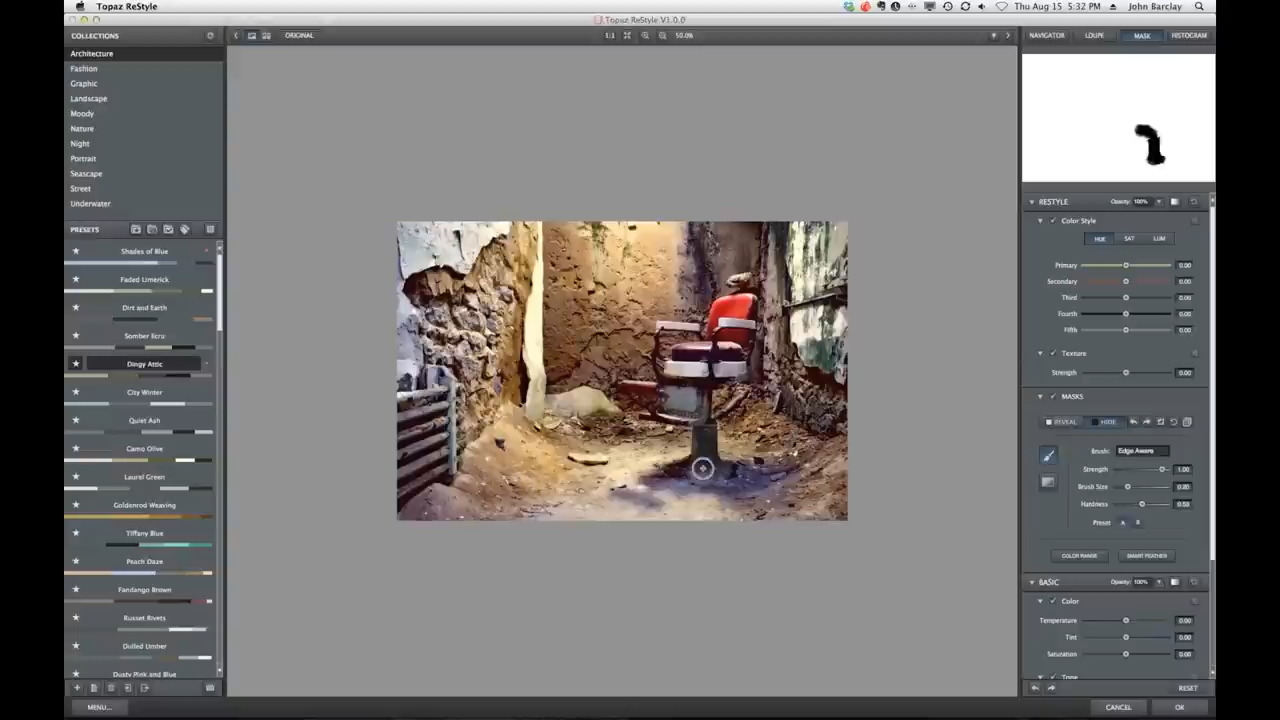 Topaz ReStyle
Thu Aug 15 5:32 PM John Barclay
Topaz ReStyle V1.0.0
COLLECTIONS
ORIGINAL
1:1
50.0%
NAVIGATOR LOUPE MASK HISTOGRAM
Architecture
Fashion
Graphic
Landscape
Moody
Nature
Night
Portrait
Seascape
Street
Underwater
PRESETS
Shades of Blue
Faded Limerick
Dirt and Earth
Somber Ecru
Dingy Attic
City Winter
Quiet Ash
Camo Olive
Laurel Green
Goldenrod Weaving
Tiffany Blue
Peach Daze
Fandango Brown
Russet Rivets
Dulled Umber
Dusty Pink and Blue
MENU...
RESTYLE Opacity: 100%
Color Style
HUE SAT LUM
Primary 0.00
Secondary 0.00
Third 0.00
Fourth 0.00
Fifth 0.00
Texture
Strength 0.00
MASKS
REVEAL HIDE
Brush: Edge Aware
Strength 1.00
Brush Size 0.20
Hardness 0.53
Preset A B
COLOR RANGE SMART FEATHER
BASIC Opacity: 100%
Color
Temperature 0.00
Tint 0.00
Saturation 0.00
Tone
RESET
CANCEL OK